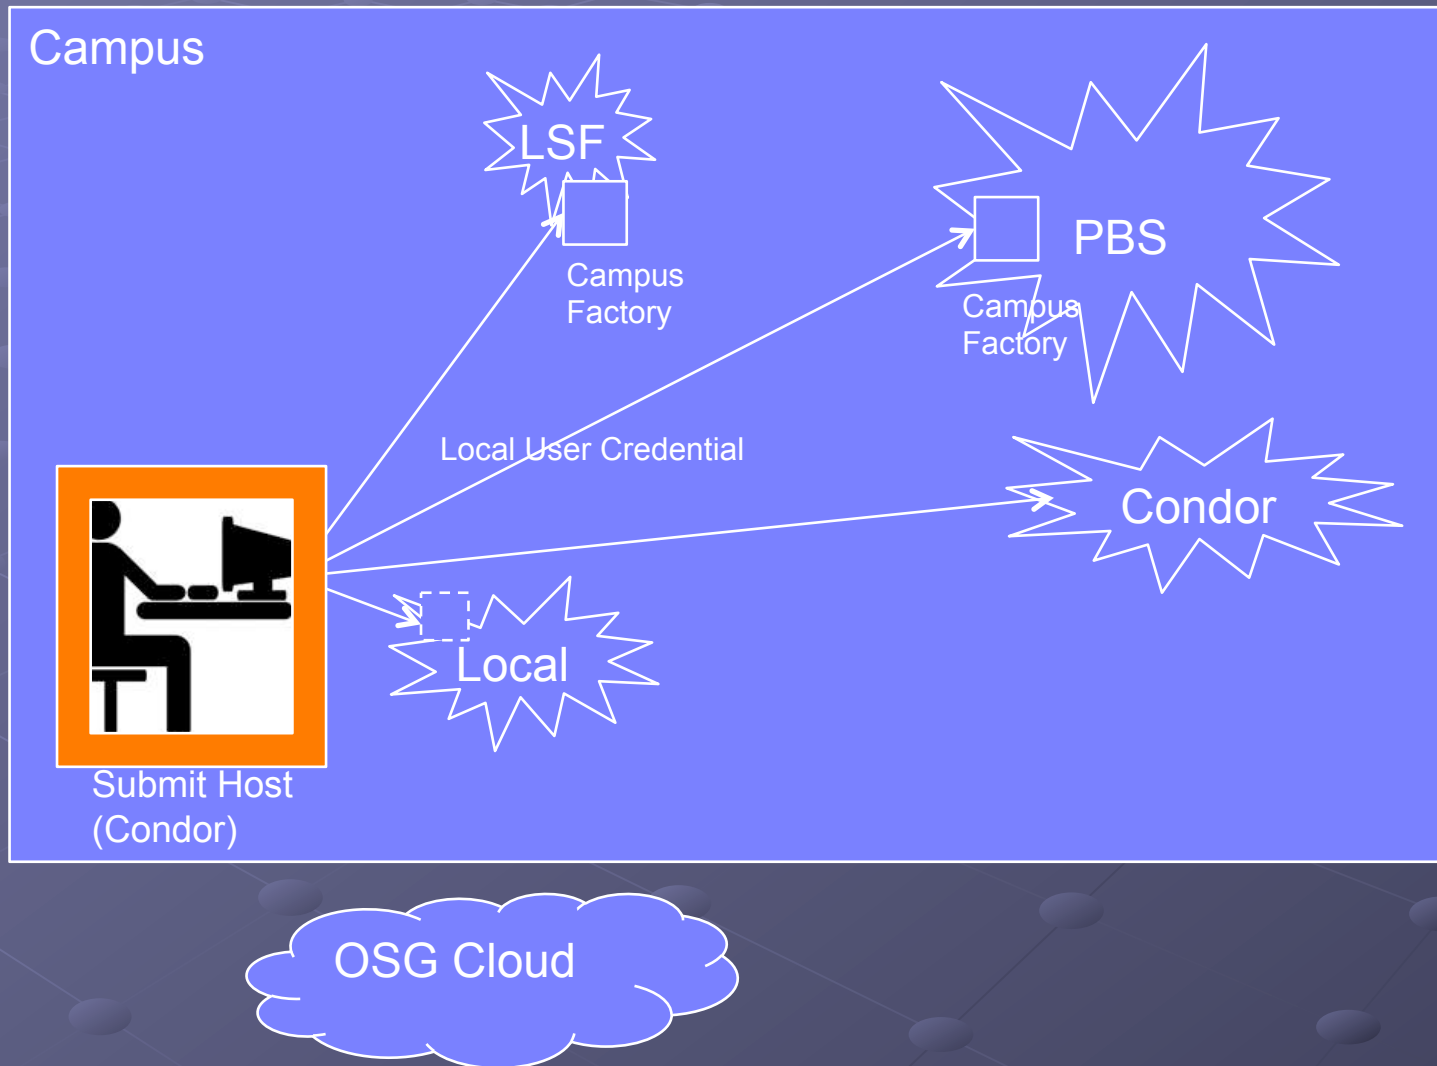 Campus
LSF
Campus
Factory
PBS
Campus
Factory
Local User Credential
Condor
Local
Submit Host
(Condor)
OSG Cloud